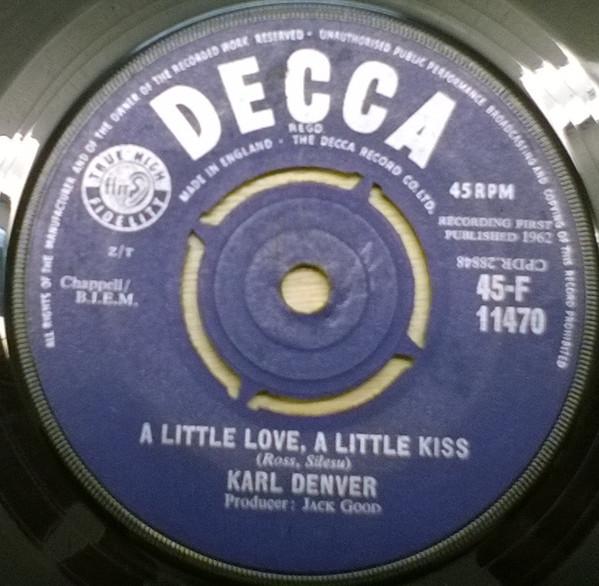 ALL RIGHTS OF THE MANUFACTURER AND OF THE OWNER OF THE RECORDED WORK RESERVED · UNAUTHORISED PUBLIC PERFORMANCE BROADCASTING AND COPYING OF THIS RECORD PROHIBITED
DECCA
REGD
MADE IN ENGLAND · THE DECCA RECORD CO. LTD.
TRUE HIGH
ffrr
FIDELITY
45 RPM
RECORDING FIRST
PUBLISHED 1962
Z/T
CPDR.28848
Chappell/
B.I.E.M.
45-F
11470
A LITTLE LOVE, A LITTLE KISS
(Ross, Silesu)
KARL DENVER
Producer: JACK GOOD